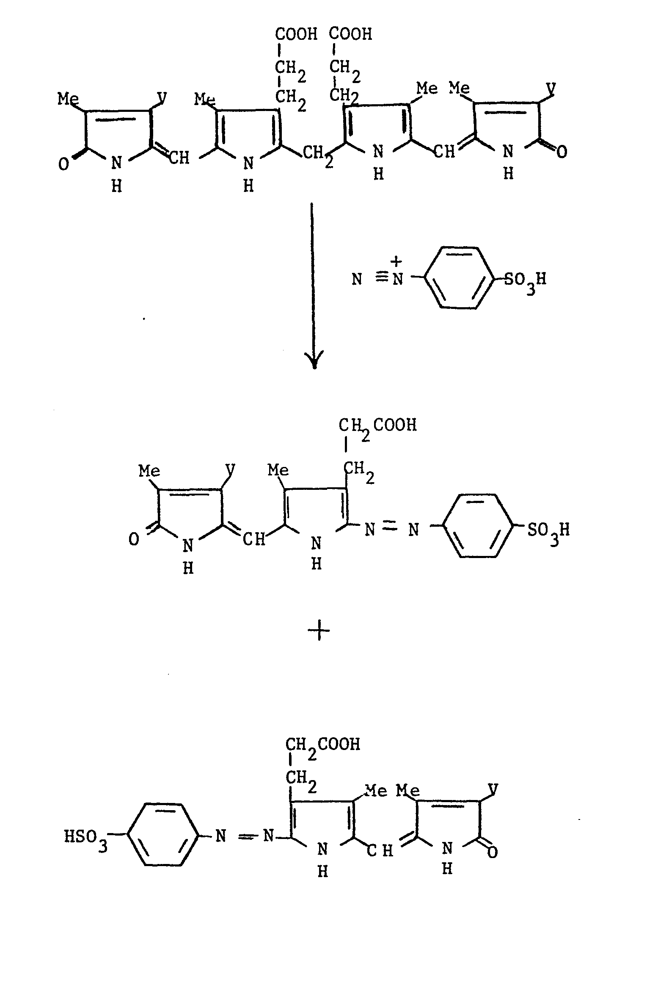 COOH COOH
CH2 CH2
CH2 CH2
Me V Me Me Me V
O N H CH N H CH2 N H CH N H O
N ≡ N+ SO3H
CH2COOH
CH2
Me V Me
O N H CH N H N = N SO3H
+
CH2COOH
CH2
Me Me V
HSO3 N = N N H CH N H O